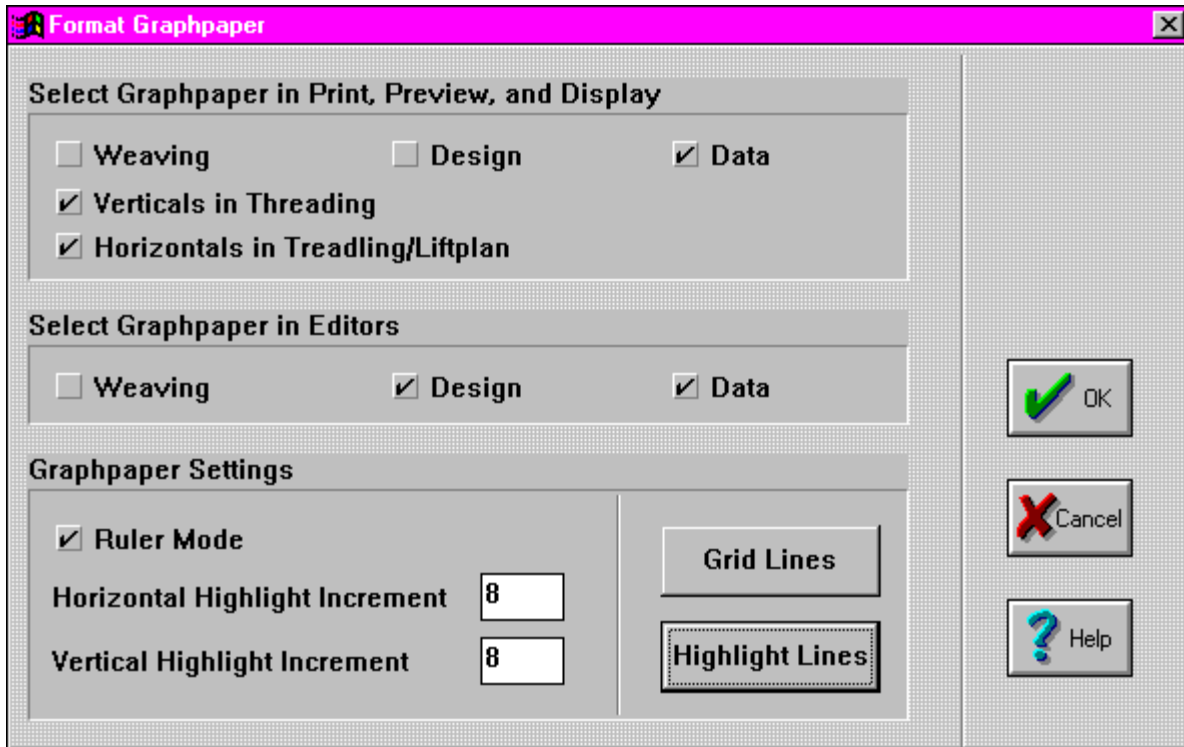 Format Graphpaper
Select Graphpaper in Print, Preview, and Display
Weaving
Design
Data
Verticals in Threading
Horizontals in Treadling/Liftplan
Select Graphpaper in Editors
Weaving
Design
Data
Graphpaper Settings
Ruler Mode
Horizontal Highlight Increment
8
Vertical Highlight Increment
8
Grid Lines
Highlight Lines
OK
Cancel
Help